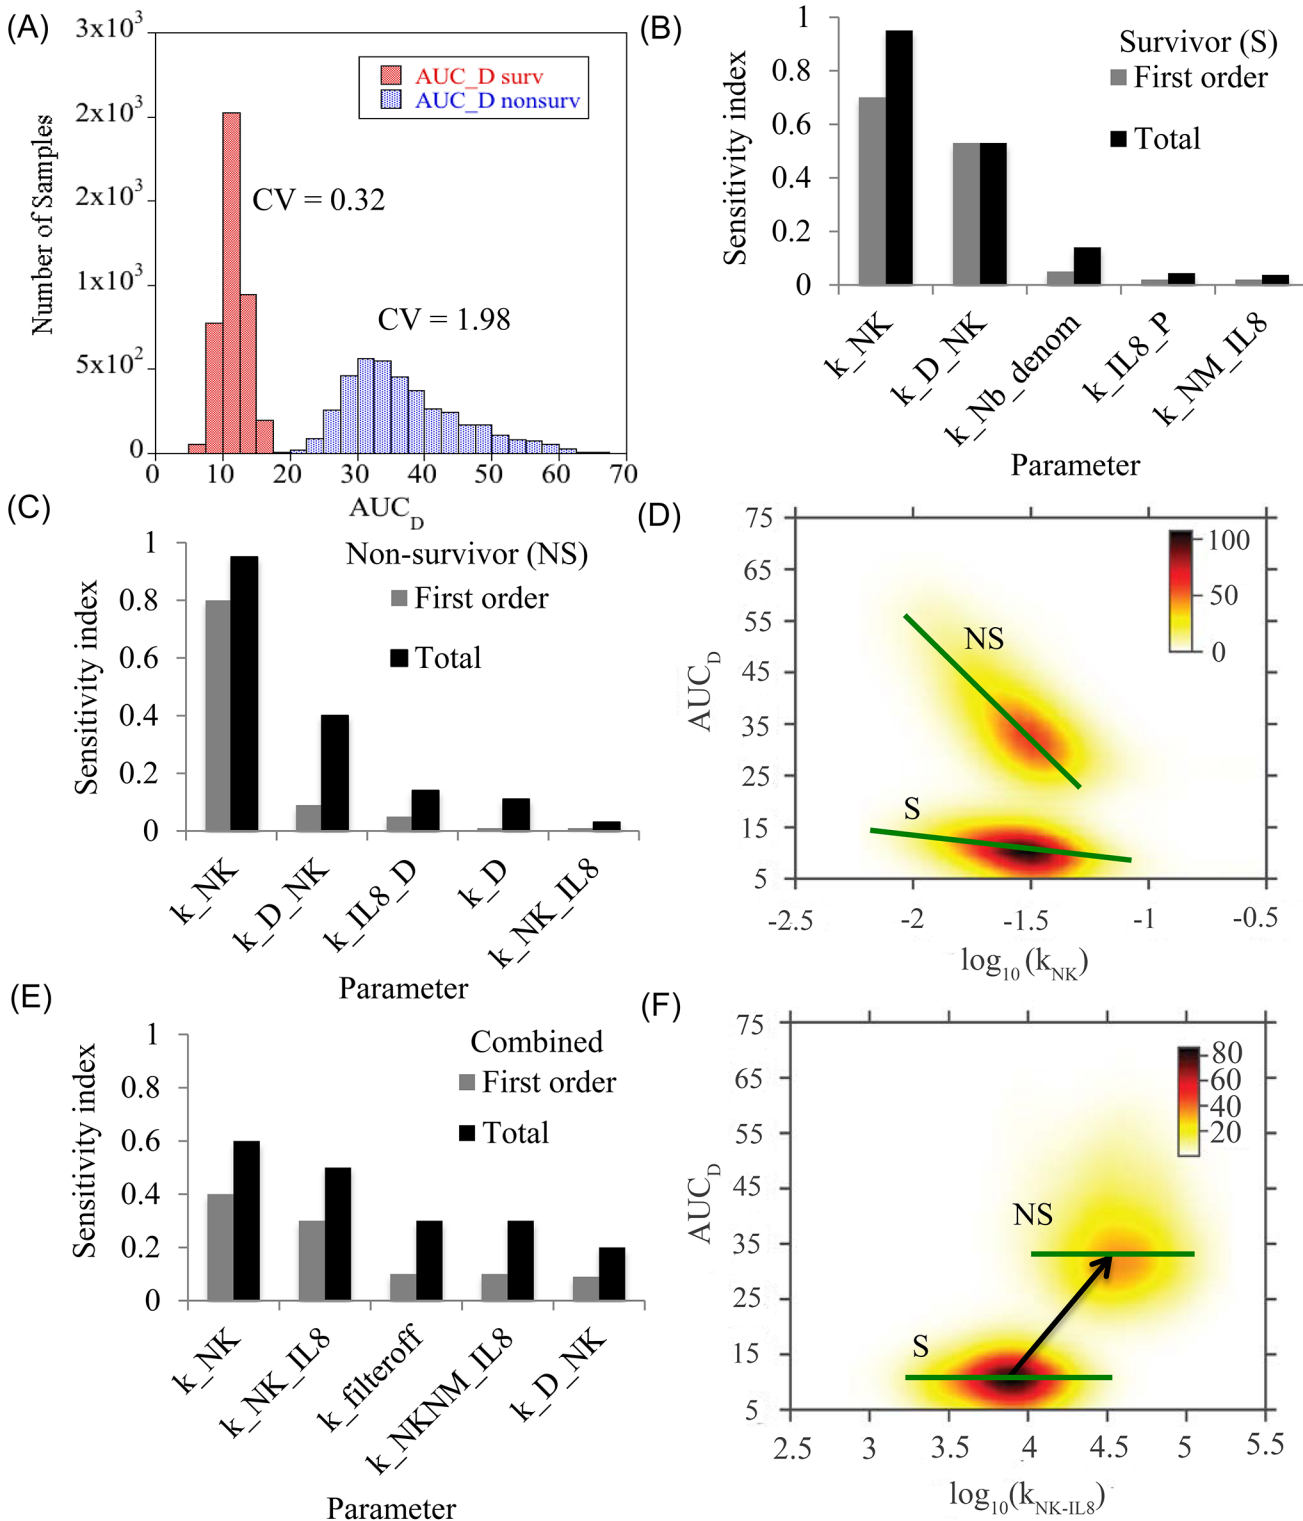 (A)
3x10³
2x10³
2x10³
1x10³
5x10²
0
Number of Samples
AUC_D surv
AUC_D nonsurv
CV = 0.32
CV = 1.98
0 10 20 30 40 50 60 70
AUC_D
(B)
1
0.8
0.6
0.4
0.2
0
Sensitivity index
Survivor (S)
First order
Total
k_NK
k_D_NK
k_Nb_denom
k_IL8_P
k_NM_IL8
Parameter
(C)
1
0.8
0.6
0.4
0.2
0
Sensitivity index
Non-survivor (NS)
First order
Total
k_NK
k_D_NK
k_IL8_D
k_D
k_NK_IL8
Parameter
(D)
75
65
55
45
35
25
15
5
AUC_D
NS
S
100
50
0
-2.5 -2 -1.5 -1 -0.5
log₁₀ (k_NK)
(E)
1
0.8
0.6
0.4
0.2
0
Sensitivity index
Combined
First order
Total
k_NK
k_NK_IL8
k_filteroff
k_NKNM_IL8
k_D_NK
Parameter
(F)
75
65
55
45
35
25
15
5
AUC_D
NS
S
80
60
40
20
2.5 3 3.5 4 4.5 5 5.5
log₁₀(k_NK-IL8)